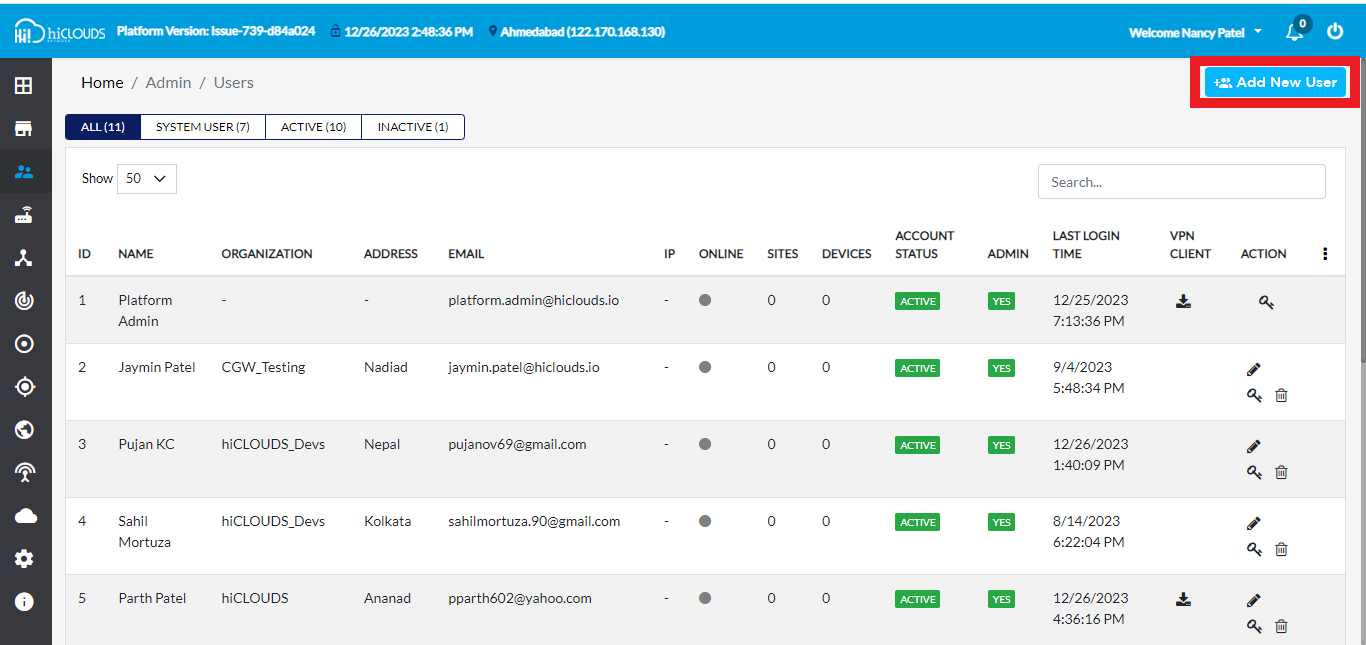 Hi! hiCLOUDS
NETWORKS
Platform Version: Issue-739-d84a024 12/26/2023 2:48:36 PM Ahmedabad (122.170.168.130) Welcome Nancy Patel 0
Home / Admin / Users Add New User
ALL (11) SYSTEM USER (7) ACTIVE (10) INACTIVE (1)
Show 50 Search...
ID NAME ORGANIZATION ADDRESS EMAIL IP ONLINE SITES DEVICES ACCOUNT STATUS ADMIN LAST LOGIN TIME VPN CLIENT ACTION
1 Platform Admin - - platform.admin@hiclouds.io - 0 0 ACTIVE YES 12/25/2023 7:13:36 PM
2 Jaymin Patel CGW_Testing Nadiad jaymin.patel@hiclouds.io - 0 0 ACTIVE YES 9/4/2023 5:48:34 PM
3 Pujan KC hiCLOUDS_Devs Nepal pujanov69@gmail.com - 0 0 ACTIVE YES 12/26/2023 1:40:09 PM
4 Sahil Mortuza hiCLOUDS_Devs Kolkata sahilmortuza.90@gmail.com - 0 0 ACTIVE YES 8/14/2023 6:22:04 PM
5 Parth Patel hiCLOUDS Ananad pparth602@yahoo.com - 0 0 ACTIVE YES 12/26/2023 4:36:16 PM